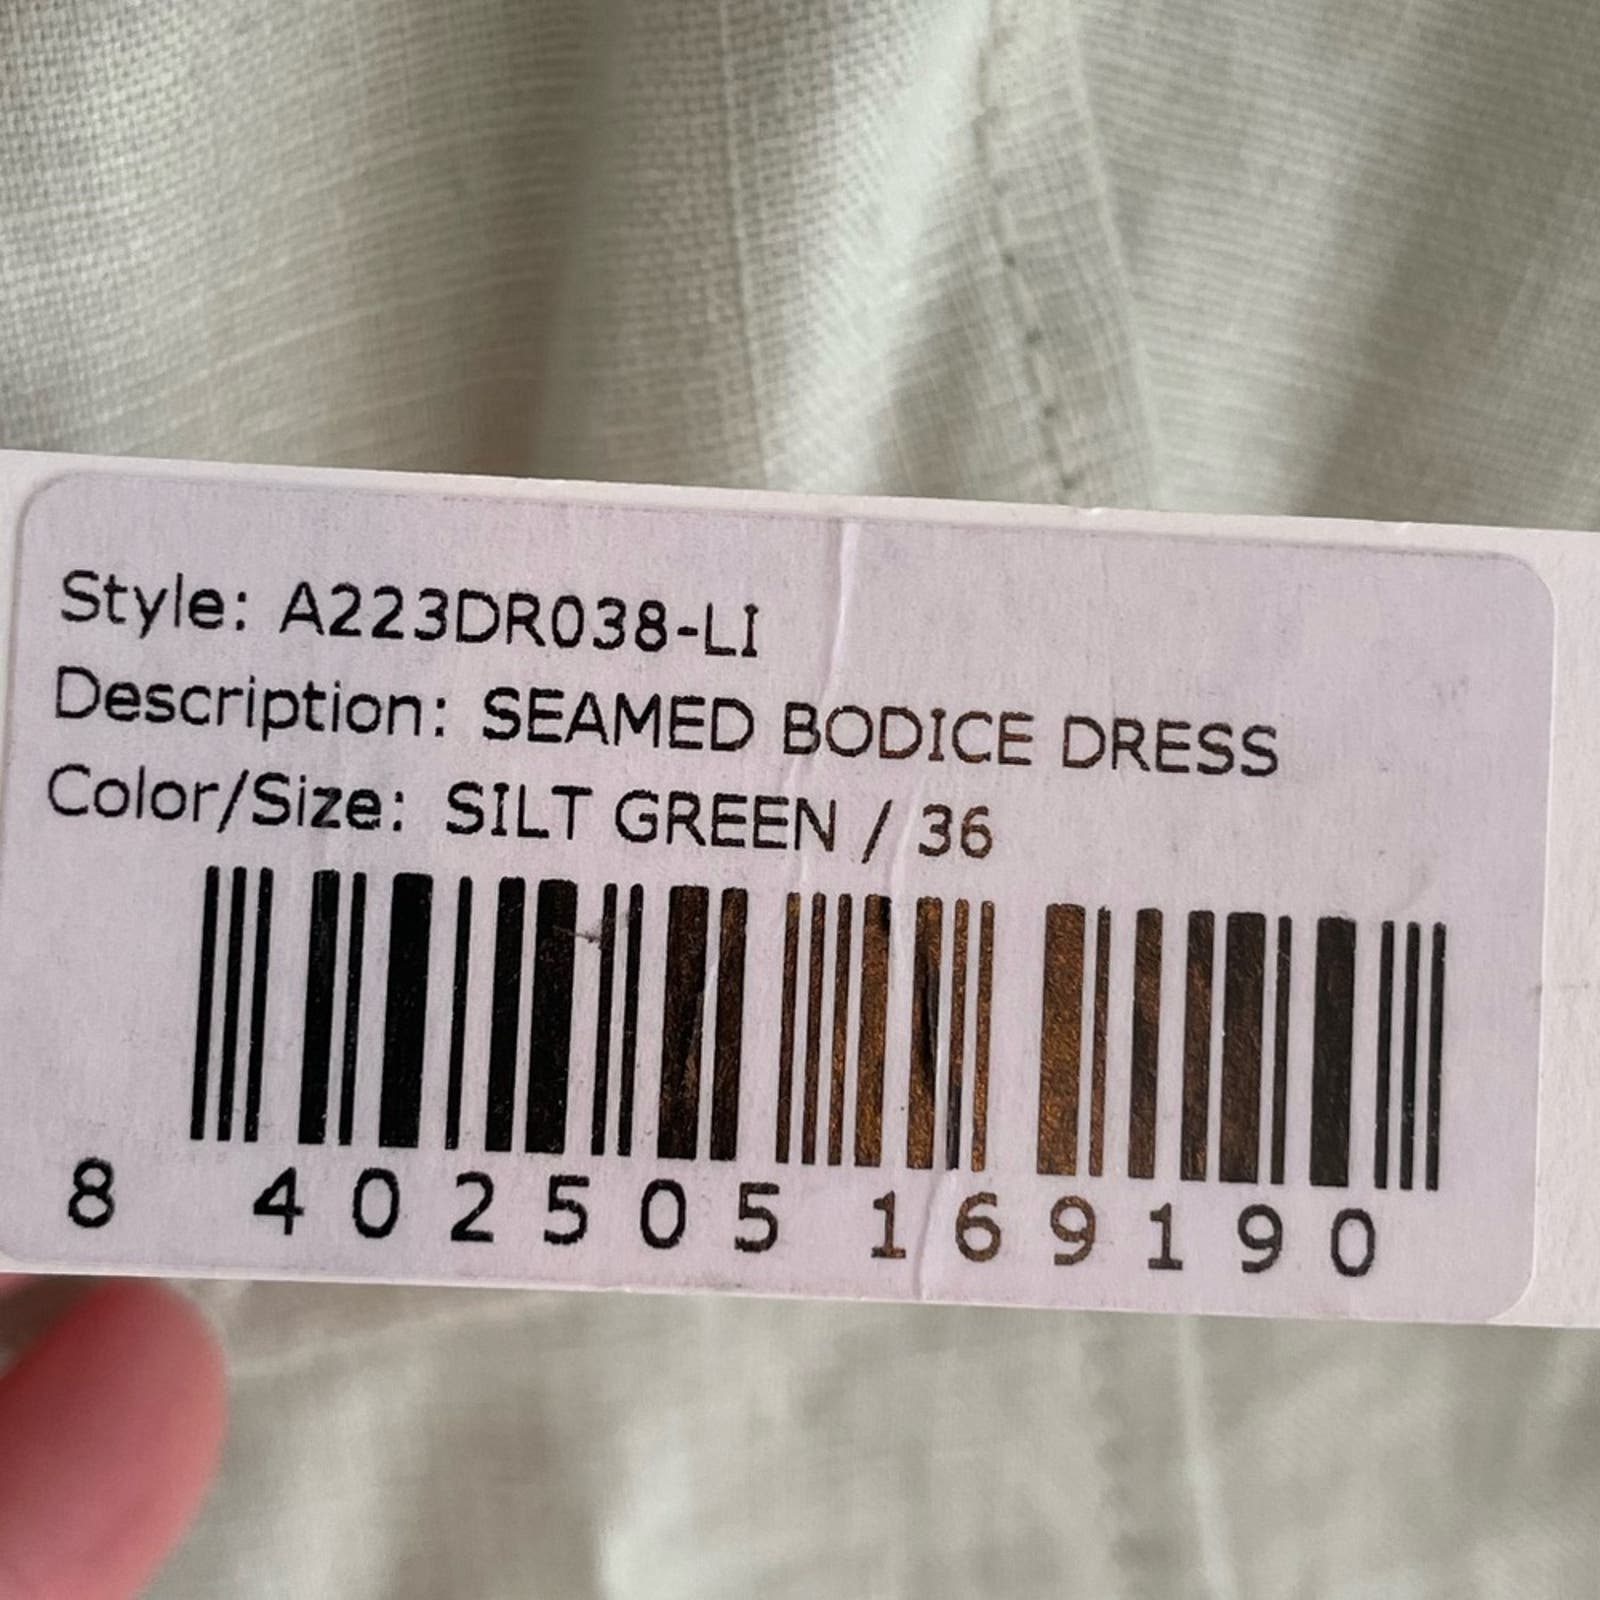 Style: A223DR038-LI
Description: SEAMED BODICE DRESS
Color/Size: SILT GREEN / 36
8 402505 169190